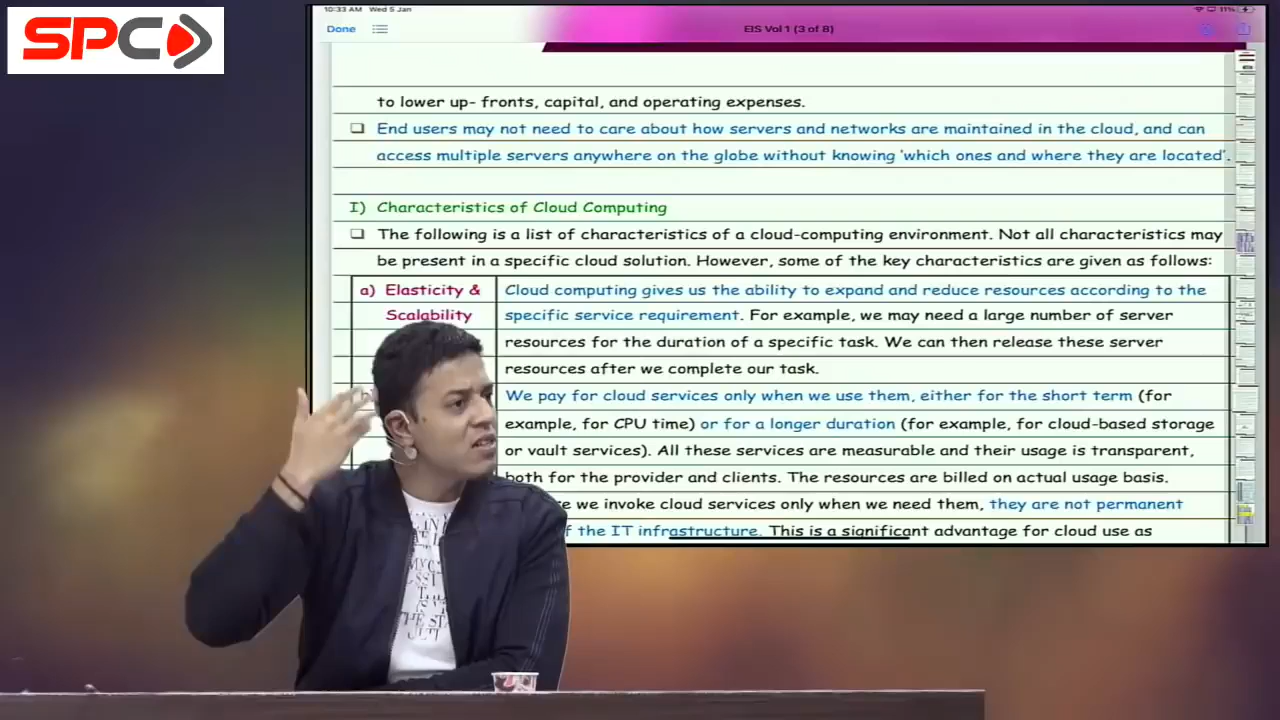 SPC
10:33 AM Wed 5 Jan
11%
Done
EIS Vol 1 (3 of 8)
to lower up- fronts, capital, and operating expenses.
❑ End users may not need to care about how servers and networks are maintained in the cloud, and can
access multiple servers anywhere on the globe without knowing 'which ones and where they are located'.
I) Characteristics of Cloud Computing
❑ The following is a list of characteristics of a cloud-computing environment. Not all characteristics may
be present in a specific cloud solution. However, some of the key characteristics are given as follows:
a) Elasticity &
Scalability
Cloud computing gives us the ability to expand and reduce resources according to the
specific service requirement. For example, we may need a large number of server
resources for the duration of a specific task. We can then release these server
resources after we complete our task.
We pay for cloud services only when we use them, either for the short term (for
example, for CPU time) or for a longer duration (for example, for cloud-based storage
or vault services). All these services are measurable and their usage is transparent,
both for the provider and clients. The resources are billed on actual usage basis.
we invoke cloud services only when we need them, they are not permanent
the IT infrastructure. This is a significant advantage for cloud use as